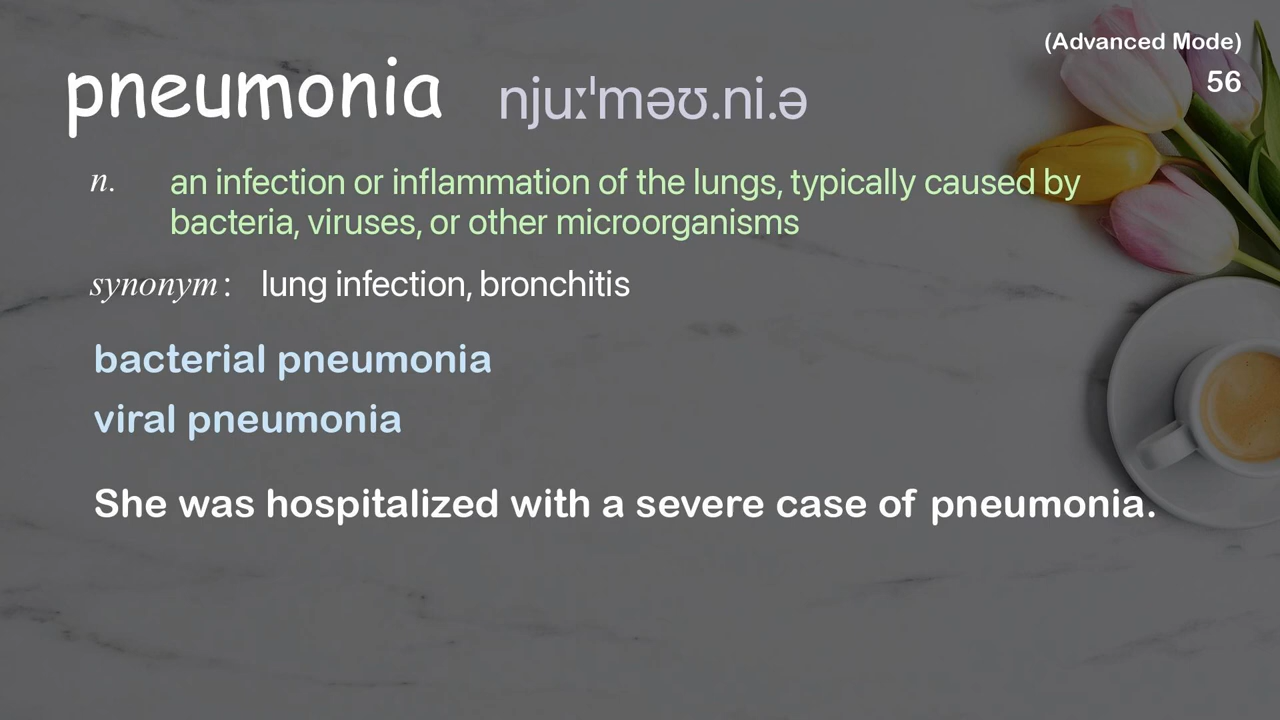 (Advanced Mode)
56
pneumonia njuːˈməʊ.ni.ə
n. an infection or inflammation of the lungs, typically caused by
bacteria, viruses, or other microorganisms
synonym: lung infection, bronchitis
bacterial pneumonia
viral pneumonia
She was hospitalized with a severe case of pneumonia.